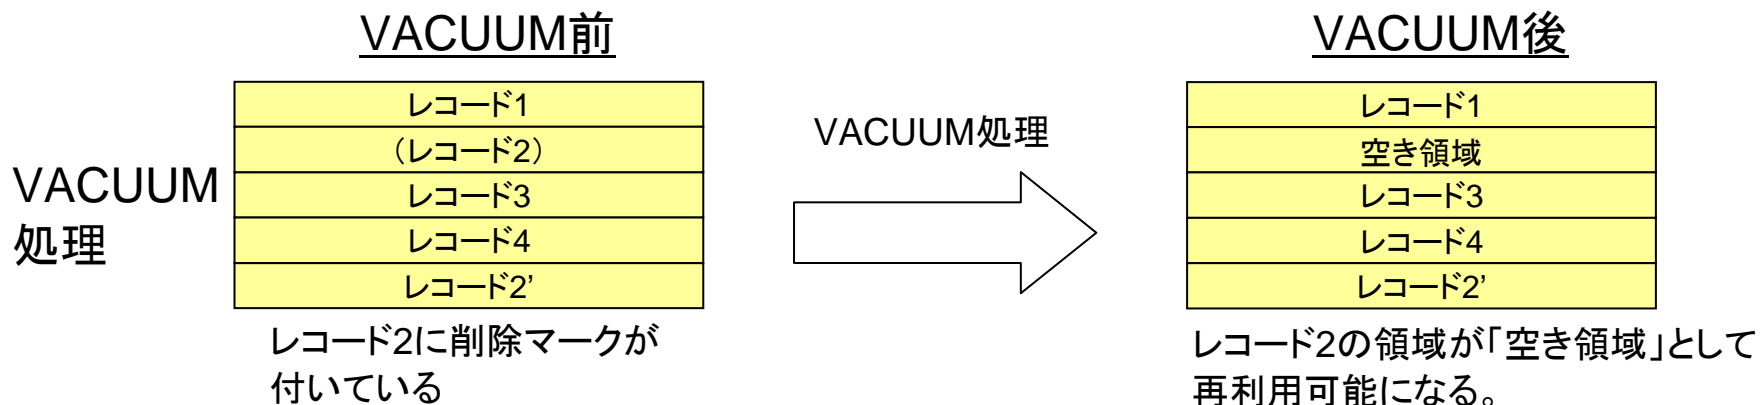 VACUUM前
VACUUM後
VACUUM
処理
レコード1
（レコード2）
レコード3
レコード4
レコード2’
VACUUM処理
レコード1
空き領域
レコード3
レコード4
レコード2’
レコード2に削除マークが
付いている
レコード2の領域が「空き領域」として
再利用可能になる。